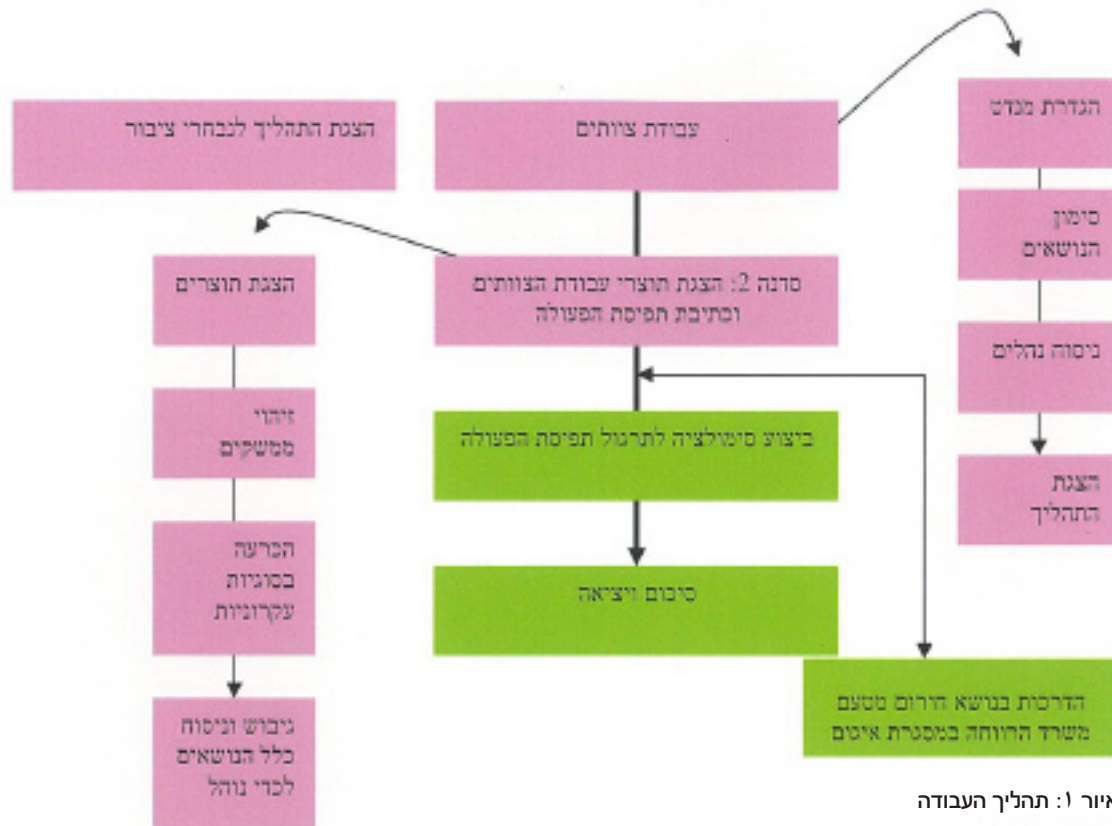 הגדרת מנדט
סימון
הנושאים
ניסוח נהלים
הצגת
התהליך
עבודת צוותים
הצגת התהליך לנבחרי ציבור
סדנה 2: הצגת תוצרי עבודת הצוותים
וכתיבת תפיסת הפעולה
הצגת תוצרים
זיהוי
ממשקים
הכרעה
בסוגיות
עקרוניות
גיבוש וניסוח
כלל הנושאים
לכדי נוהל
ביצוע סימולציה לתרגול תפיסת הפעולה
סיכום ויציאה
הדרכות בנושא חירום מטעם
משרד הרווחה במסגרת איכום
איור 1: תהליך העבודה